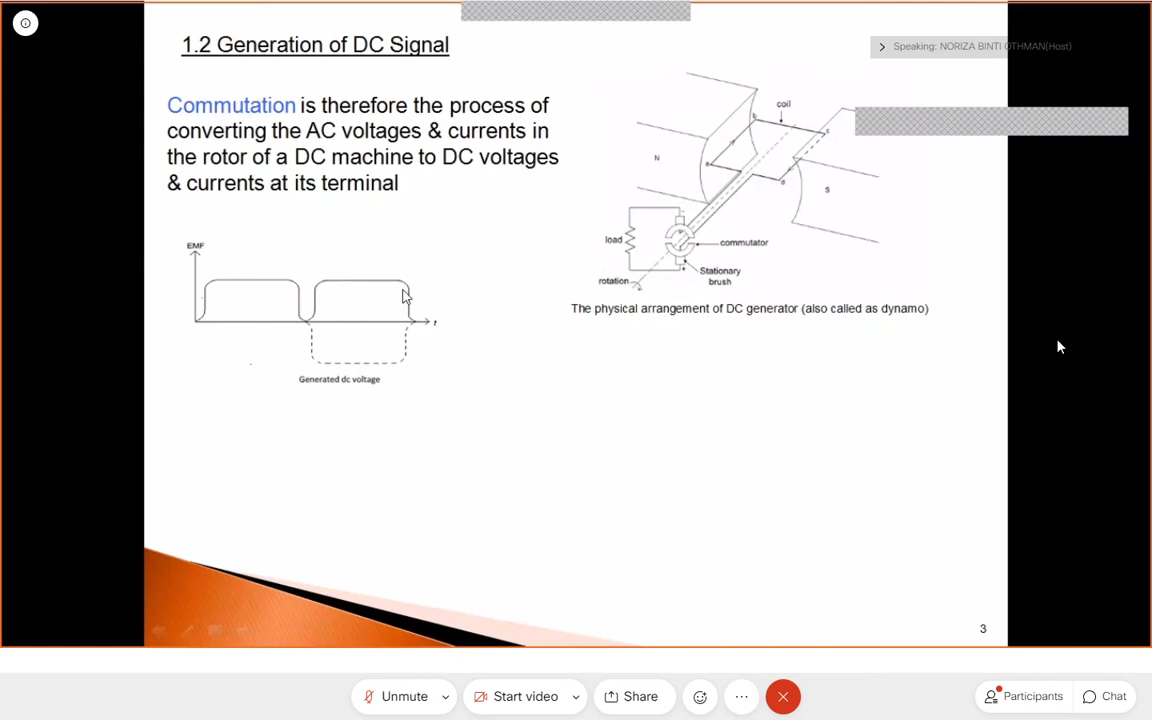 1.2 Generation of DC Signal
Speaking: NORIZA BINTI OTHMAN(Host)
Commutation is therefore the process of
converting the AC voltages & currents in
the rotor of a DC machine to DC voltages
& currents at its terminal
EMF
t
Generated dc voltage
coil
b
c
N
a
d
S
load
commutator
Stationary
brush
rotation
The physical arrangement of DC generator (also called as dynamo)
3
Unmute
Start video
Share
Participants
Chat